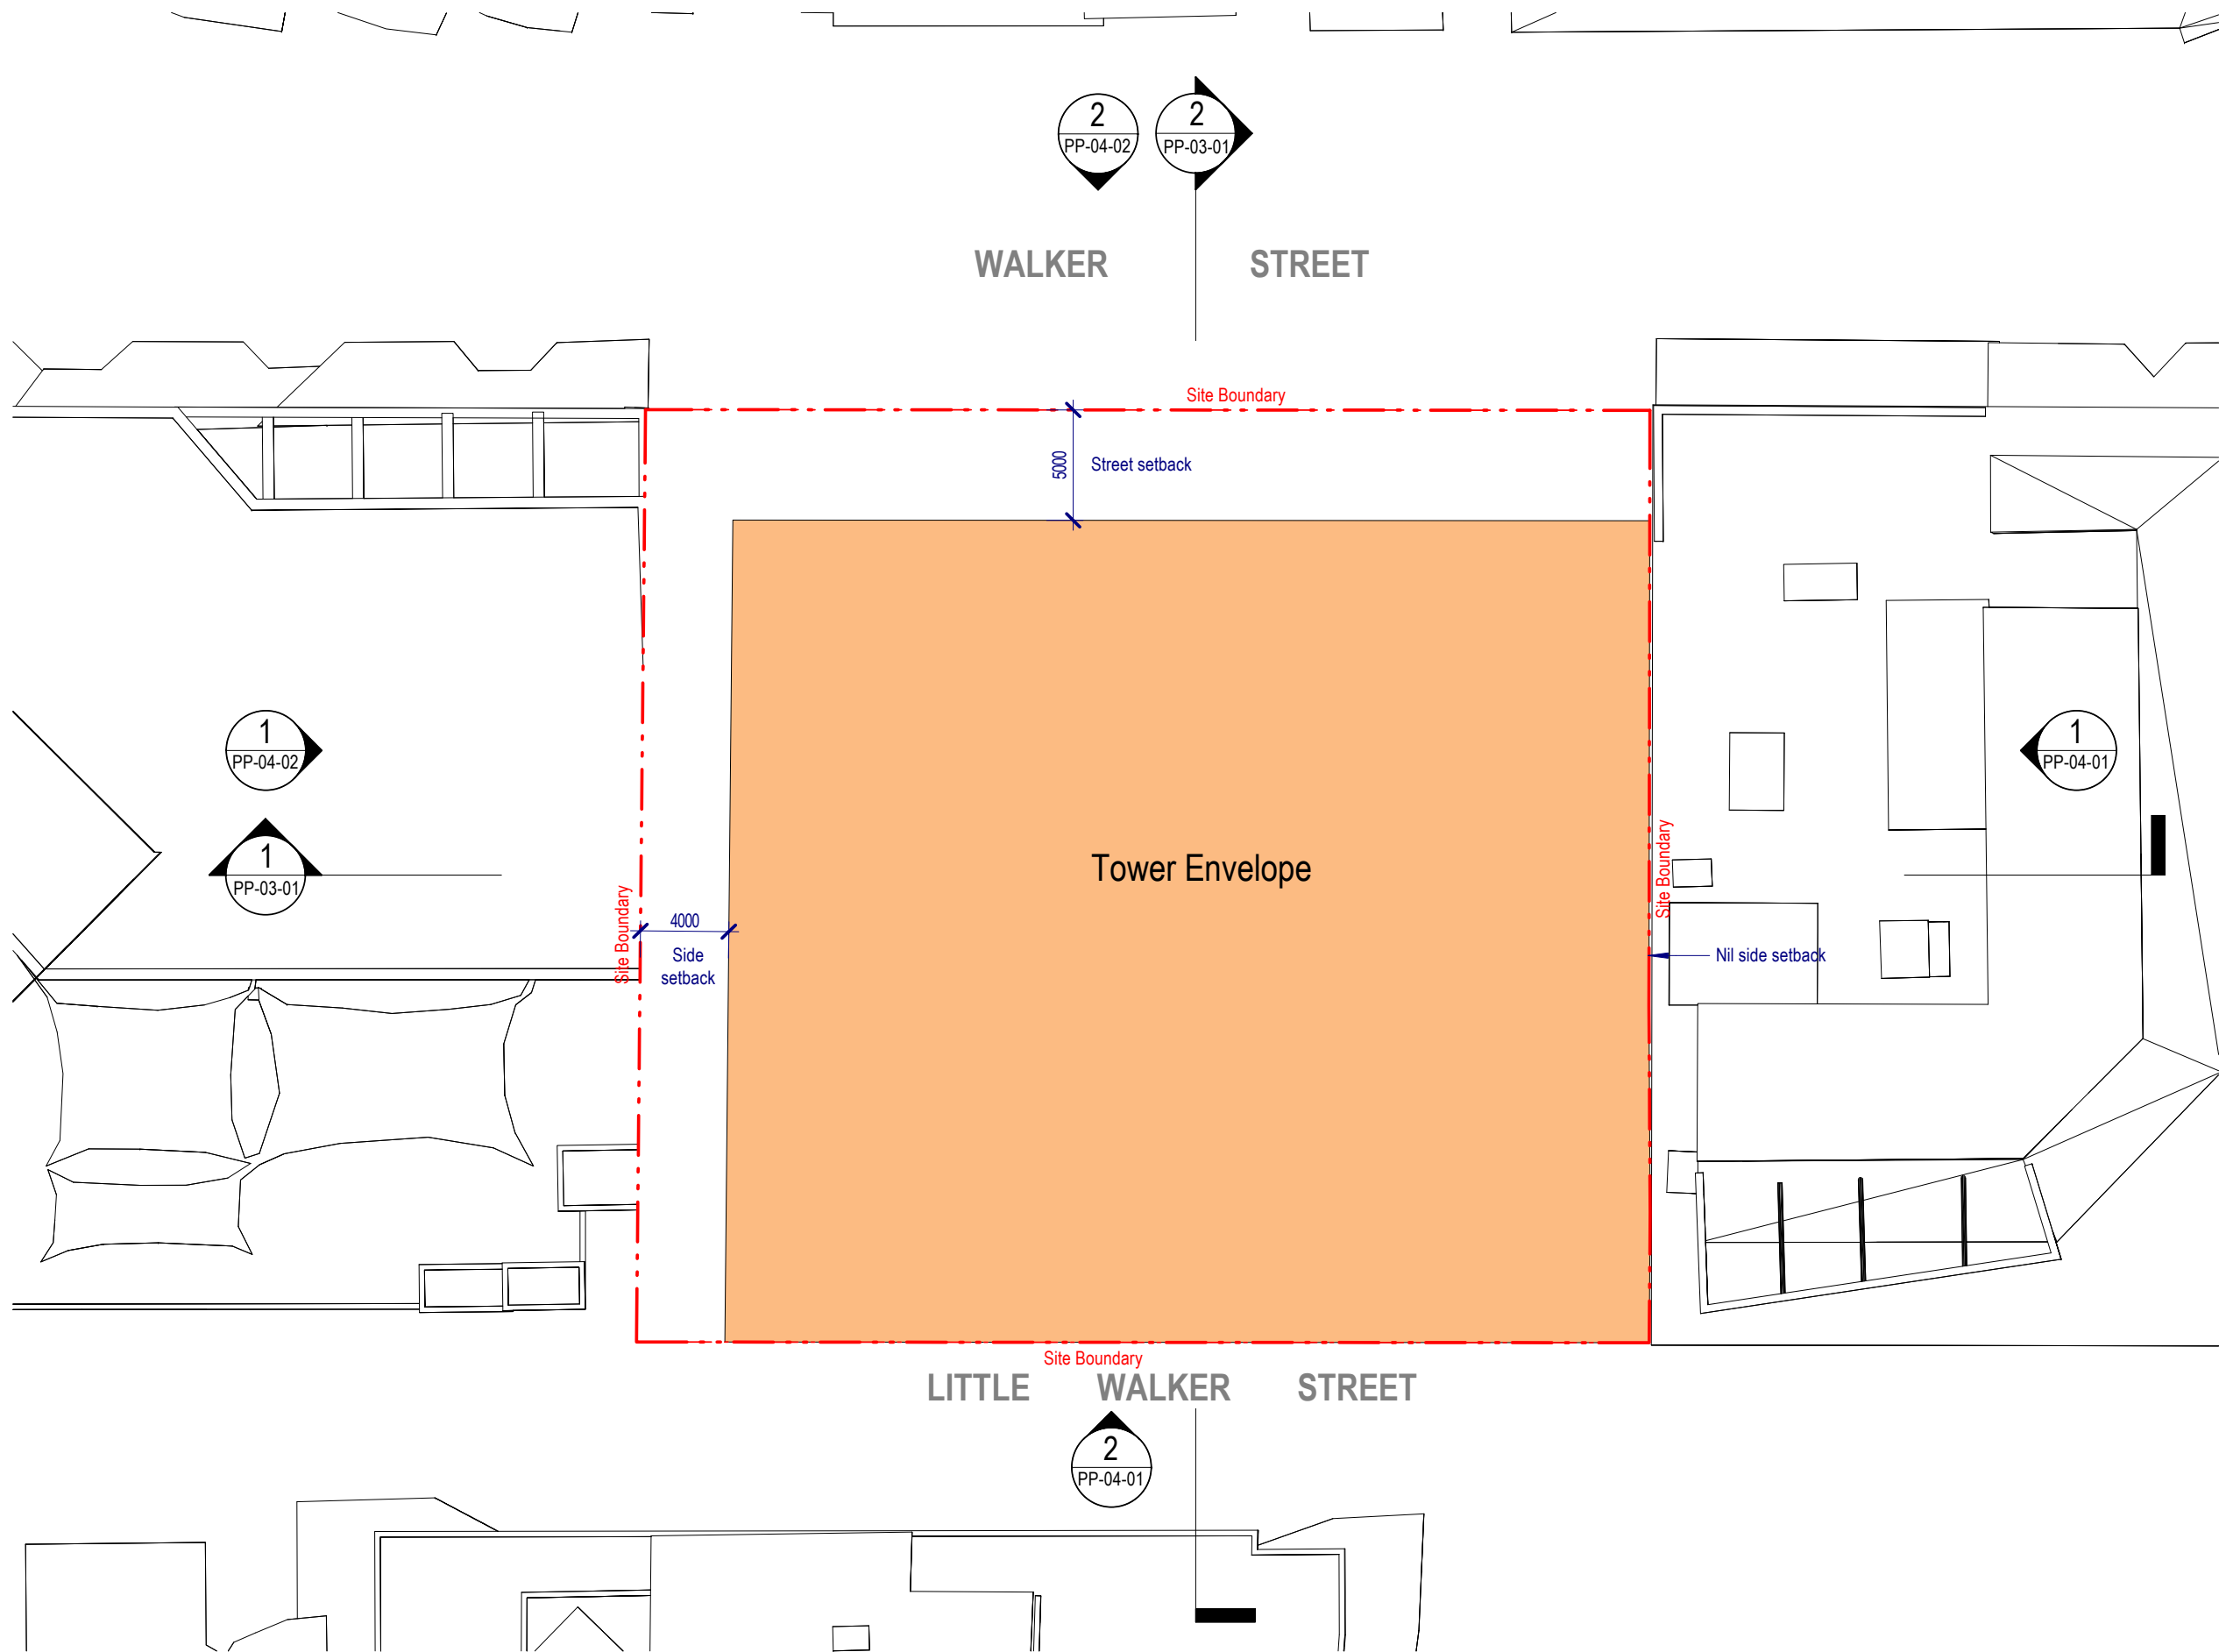 2
PP-04-02
2
PP-03-01
WALKER STREET
Site Boundary
5000
Street setback
1
PP-04-02
1
PP-04-01
Tower Envelope
1
PP-03-01
Site Boundary
Site Boundary
4000
Side
setback
Nil side setback
Site Boundary
LITTLE WALKER STREET
2
PP-04-01